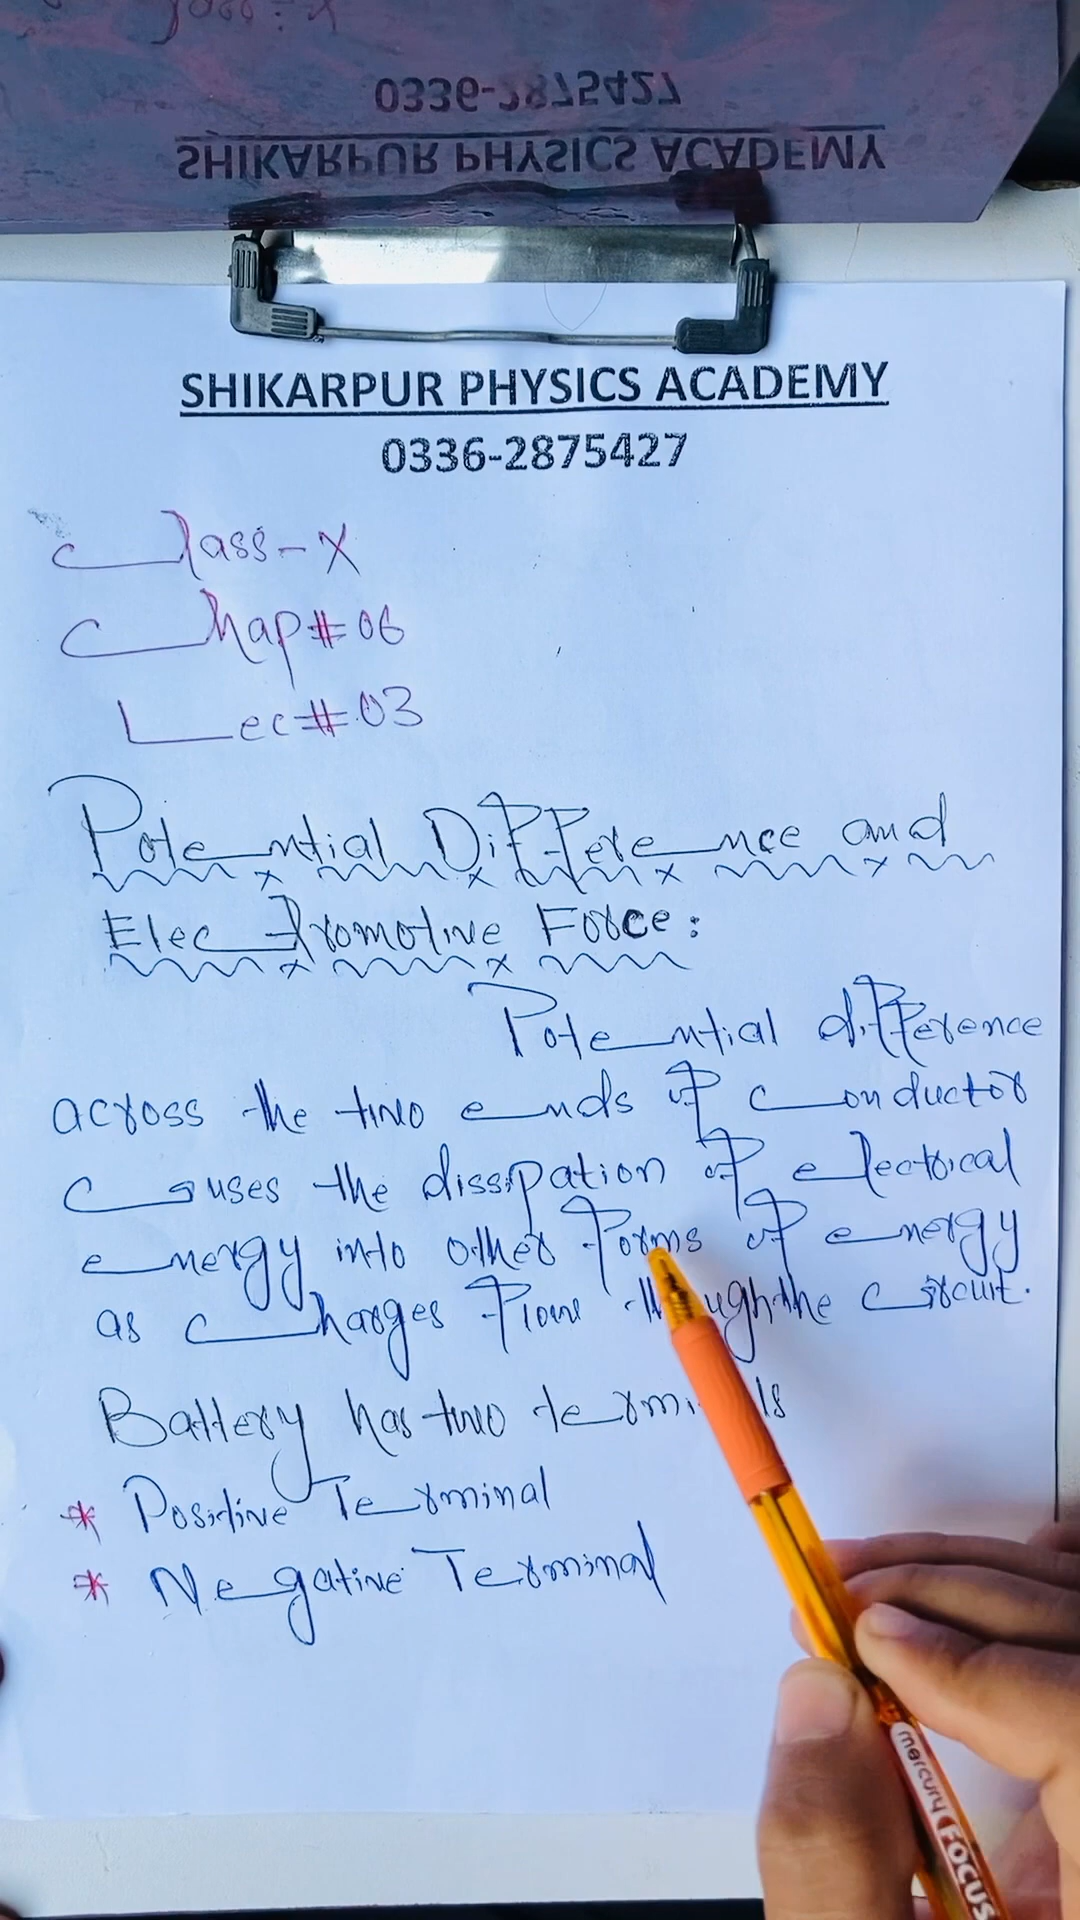 0336-2875427
SHIKARPUR PHYSICS ACADEMY
SHIKARPUR PHYSICS ACADEMY
0336-2875427
Class-X
Chap#06
Lec#.03
Potential Difference and
Electromotive Force:
Potential difference
across the two ends of conductor
causes the dissipation of electrical
energy into other forms of energy
as charges flow through the circuit.
Battery has two terminals
* Positive Terminal
* Negative Terminal
mercury FOCUS